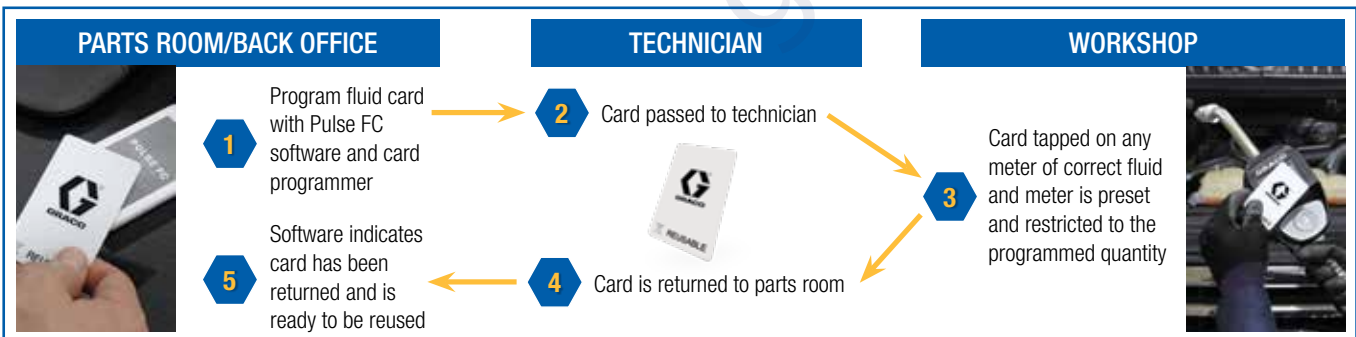 PARTS ROOM/BACK OFFICE
TECHNICIAN
WORKSHOP
1
Program fluid card
with Pulse FC
software and card
programmer
2
Card passed to technician
3
Card tapped on any
meter of correct fluid
and meter is preset
and restricted to the
programmed quantity
4
Card is returned to parts room
5
Software indicates
card has been
returned and is
ready to be reused
PULSE FC
GRACO
GRACO
REUSABLE
GRACO